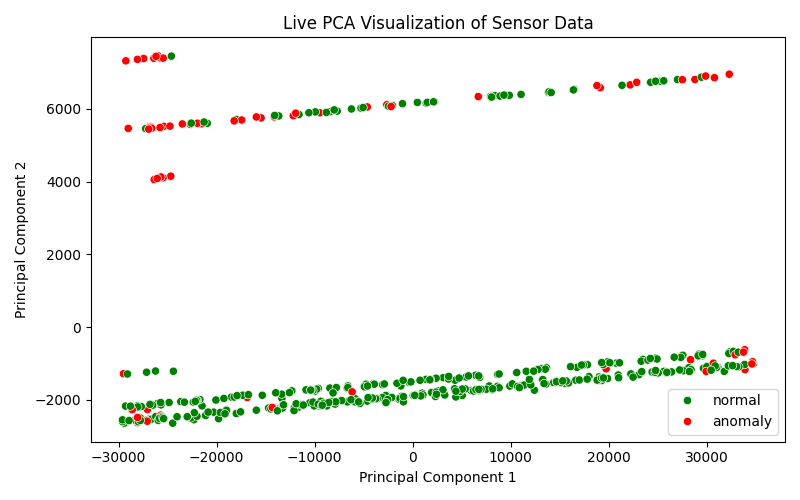 Live PCA Visualization of Sensor Data
Principal Component 2
6000
4000
2000
0
−2000
normal
anomaly
−30000 −20000 −10000 0 10000 20000 30000
Principal Component 1